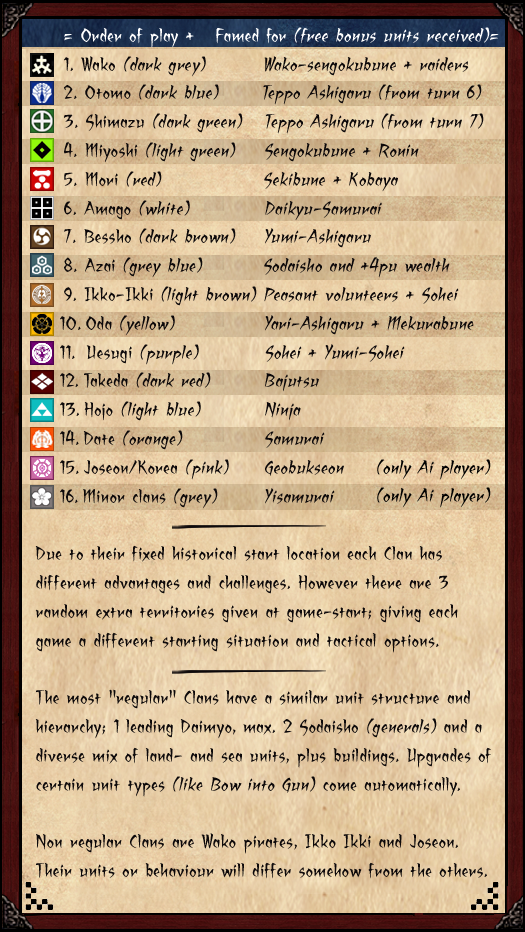 = Order of play + Famed for (free bonus units received)=
1. Wako (dark grey) Wako-sengokubune + raiders
2. Otomo (dark blue) Teppo Ashigaru (from turn 6)
3. Shimazu (dark green) Teppo Ashigaru (from turn 7)
4. Miyoshi (light green) Sengokubune + Ronin
5. Mori (red) Sekibune + Kobaya
6. Amago (white) Daikyu-Samurai
7. Bessho (dark brown) Yumi-Ashigaru
8. Azai (grey blue) Sodaisho and +4pu wealth
9. Ikko-Ikki (light brown) Peasant volunteers + Sohei
10. Oda (yellow) Yari-Ashigaru + Mekurabune
11. Uesugi (purple) Sohei + Yumi-Sohei
12. Takeda (dark red) Bajutsu
13. Hojo (light blue) Ninja
14. Date (orange) Samurai
15. Joseon/Korea (pink) Geobukseon (only Ai player)
16. Minor clans (grey) Yisamurai (only Ai player)
Due to their fixed historical start location each Clan has
different advantages and challenges. However there are 3
random extra territories given at game-start; giving each
game a different starting situation and tactical options.
The most "regular" Clans have a similar unit structure and
hierarchy; 1 leading Daimyo, max. 2 Sodaisho (generals) and a
diverse mix of land- and sea units, plus buildings. Upgrades of
certain unit types (like Bow into Gun) come automatically.
Non regular Clans are Wako pirates, Ikko Ikki and Joseon.
Their units or behaviour will differ somehow from the others.